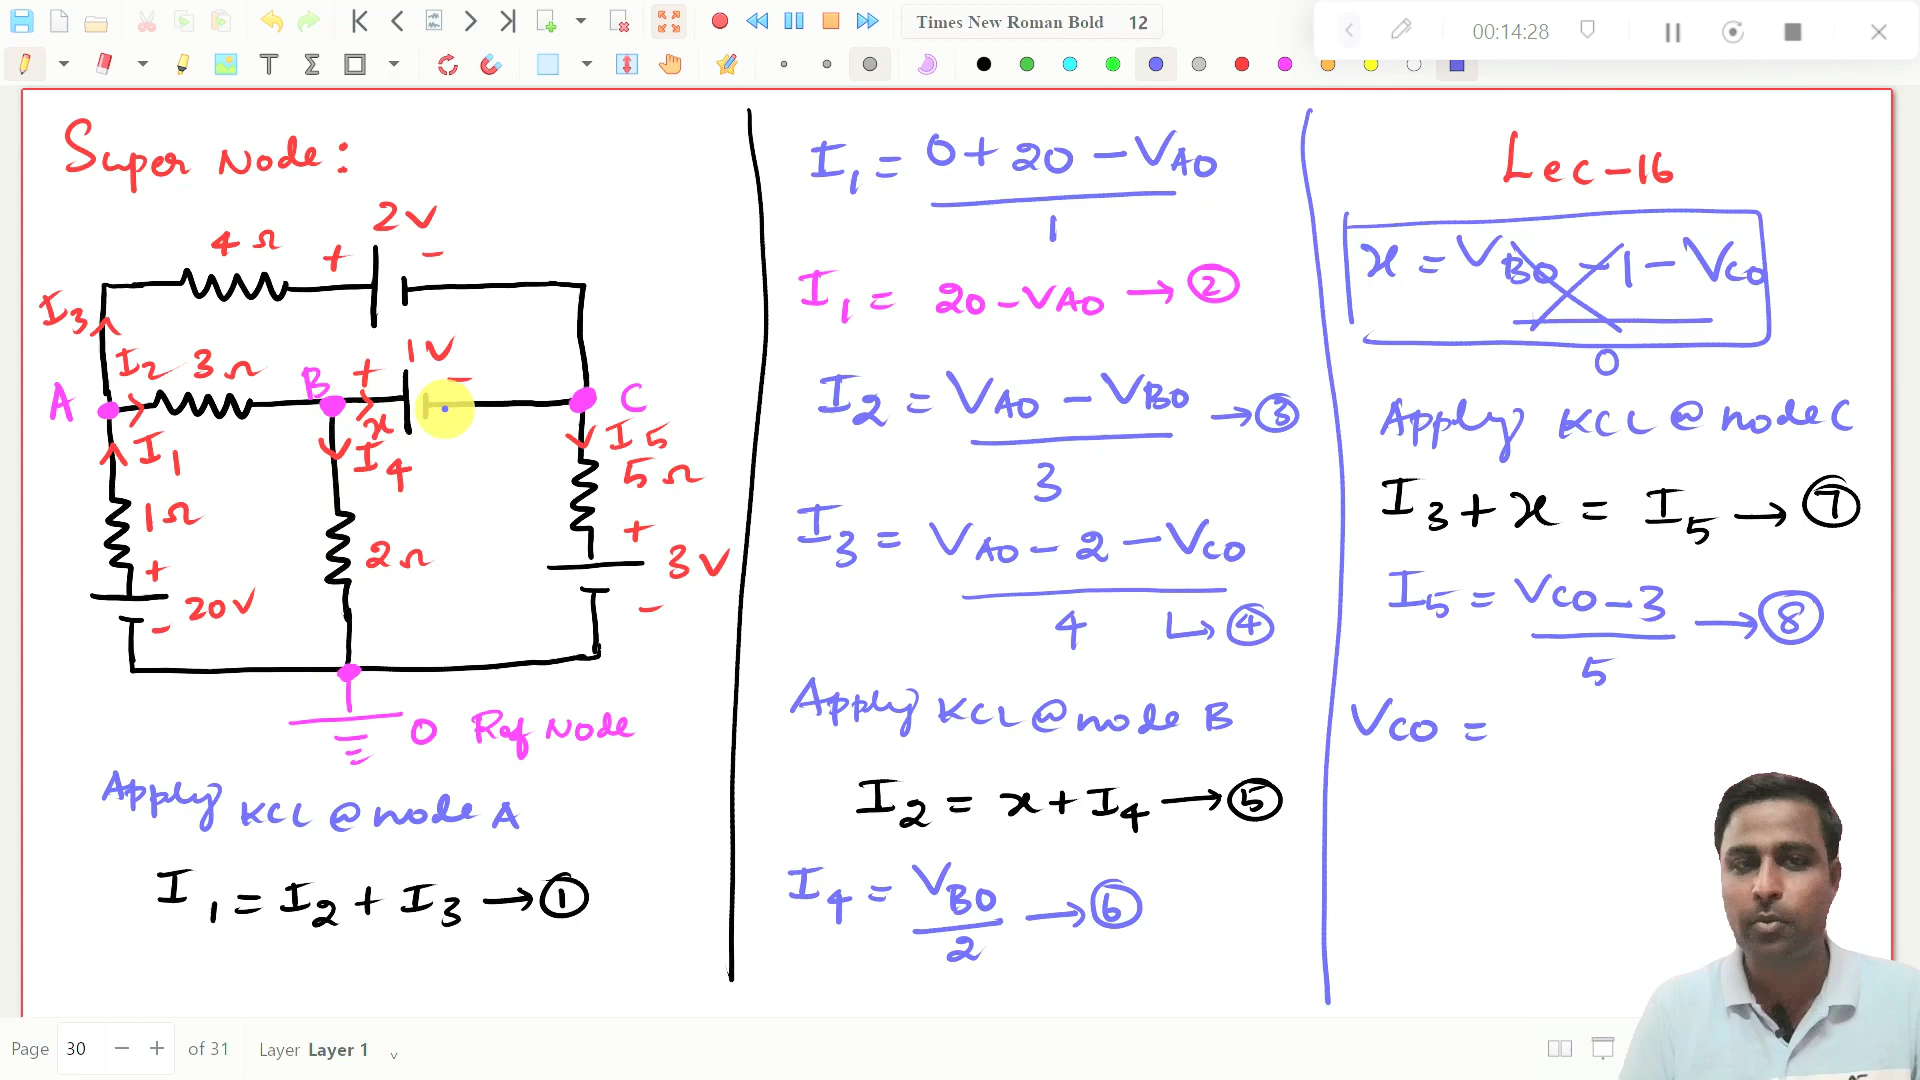 Times New Roman Bold 12
00:14:28
Super Node:
2V
4Ω
+ -
I3
I2 3Ω
B
+ 1V -
A
C
x
I1
I4
I5
5Ω
1Ω
+
2Ω
+
3V
-
20V
-
0 Ref Node
Apply KCL @ node A
I1 = I2 + I3 → ①
I1 = 0 + 20 - VAO
1
I1 = 20 - VAO → ②
I2 = VAO - VBO → ③
3
I3 = VAO - 2 - VCO
4 ↳ ④
Apply KCL @ node B
I2 = x + I4 → ⑤
I4 = VBO → ⑥
2
Lec-16
x = VBO - 1 - VCO
0
Apply KCL @ node C
I3 + x = I5 → ⑦
I5 = VCO - 3 → ⑧
5
VCO =
Page 30 of 31 Layer Layer 1